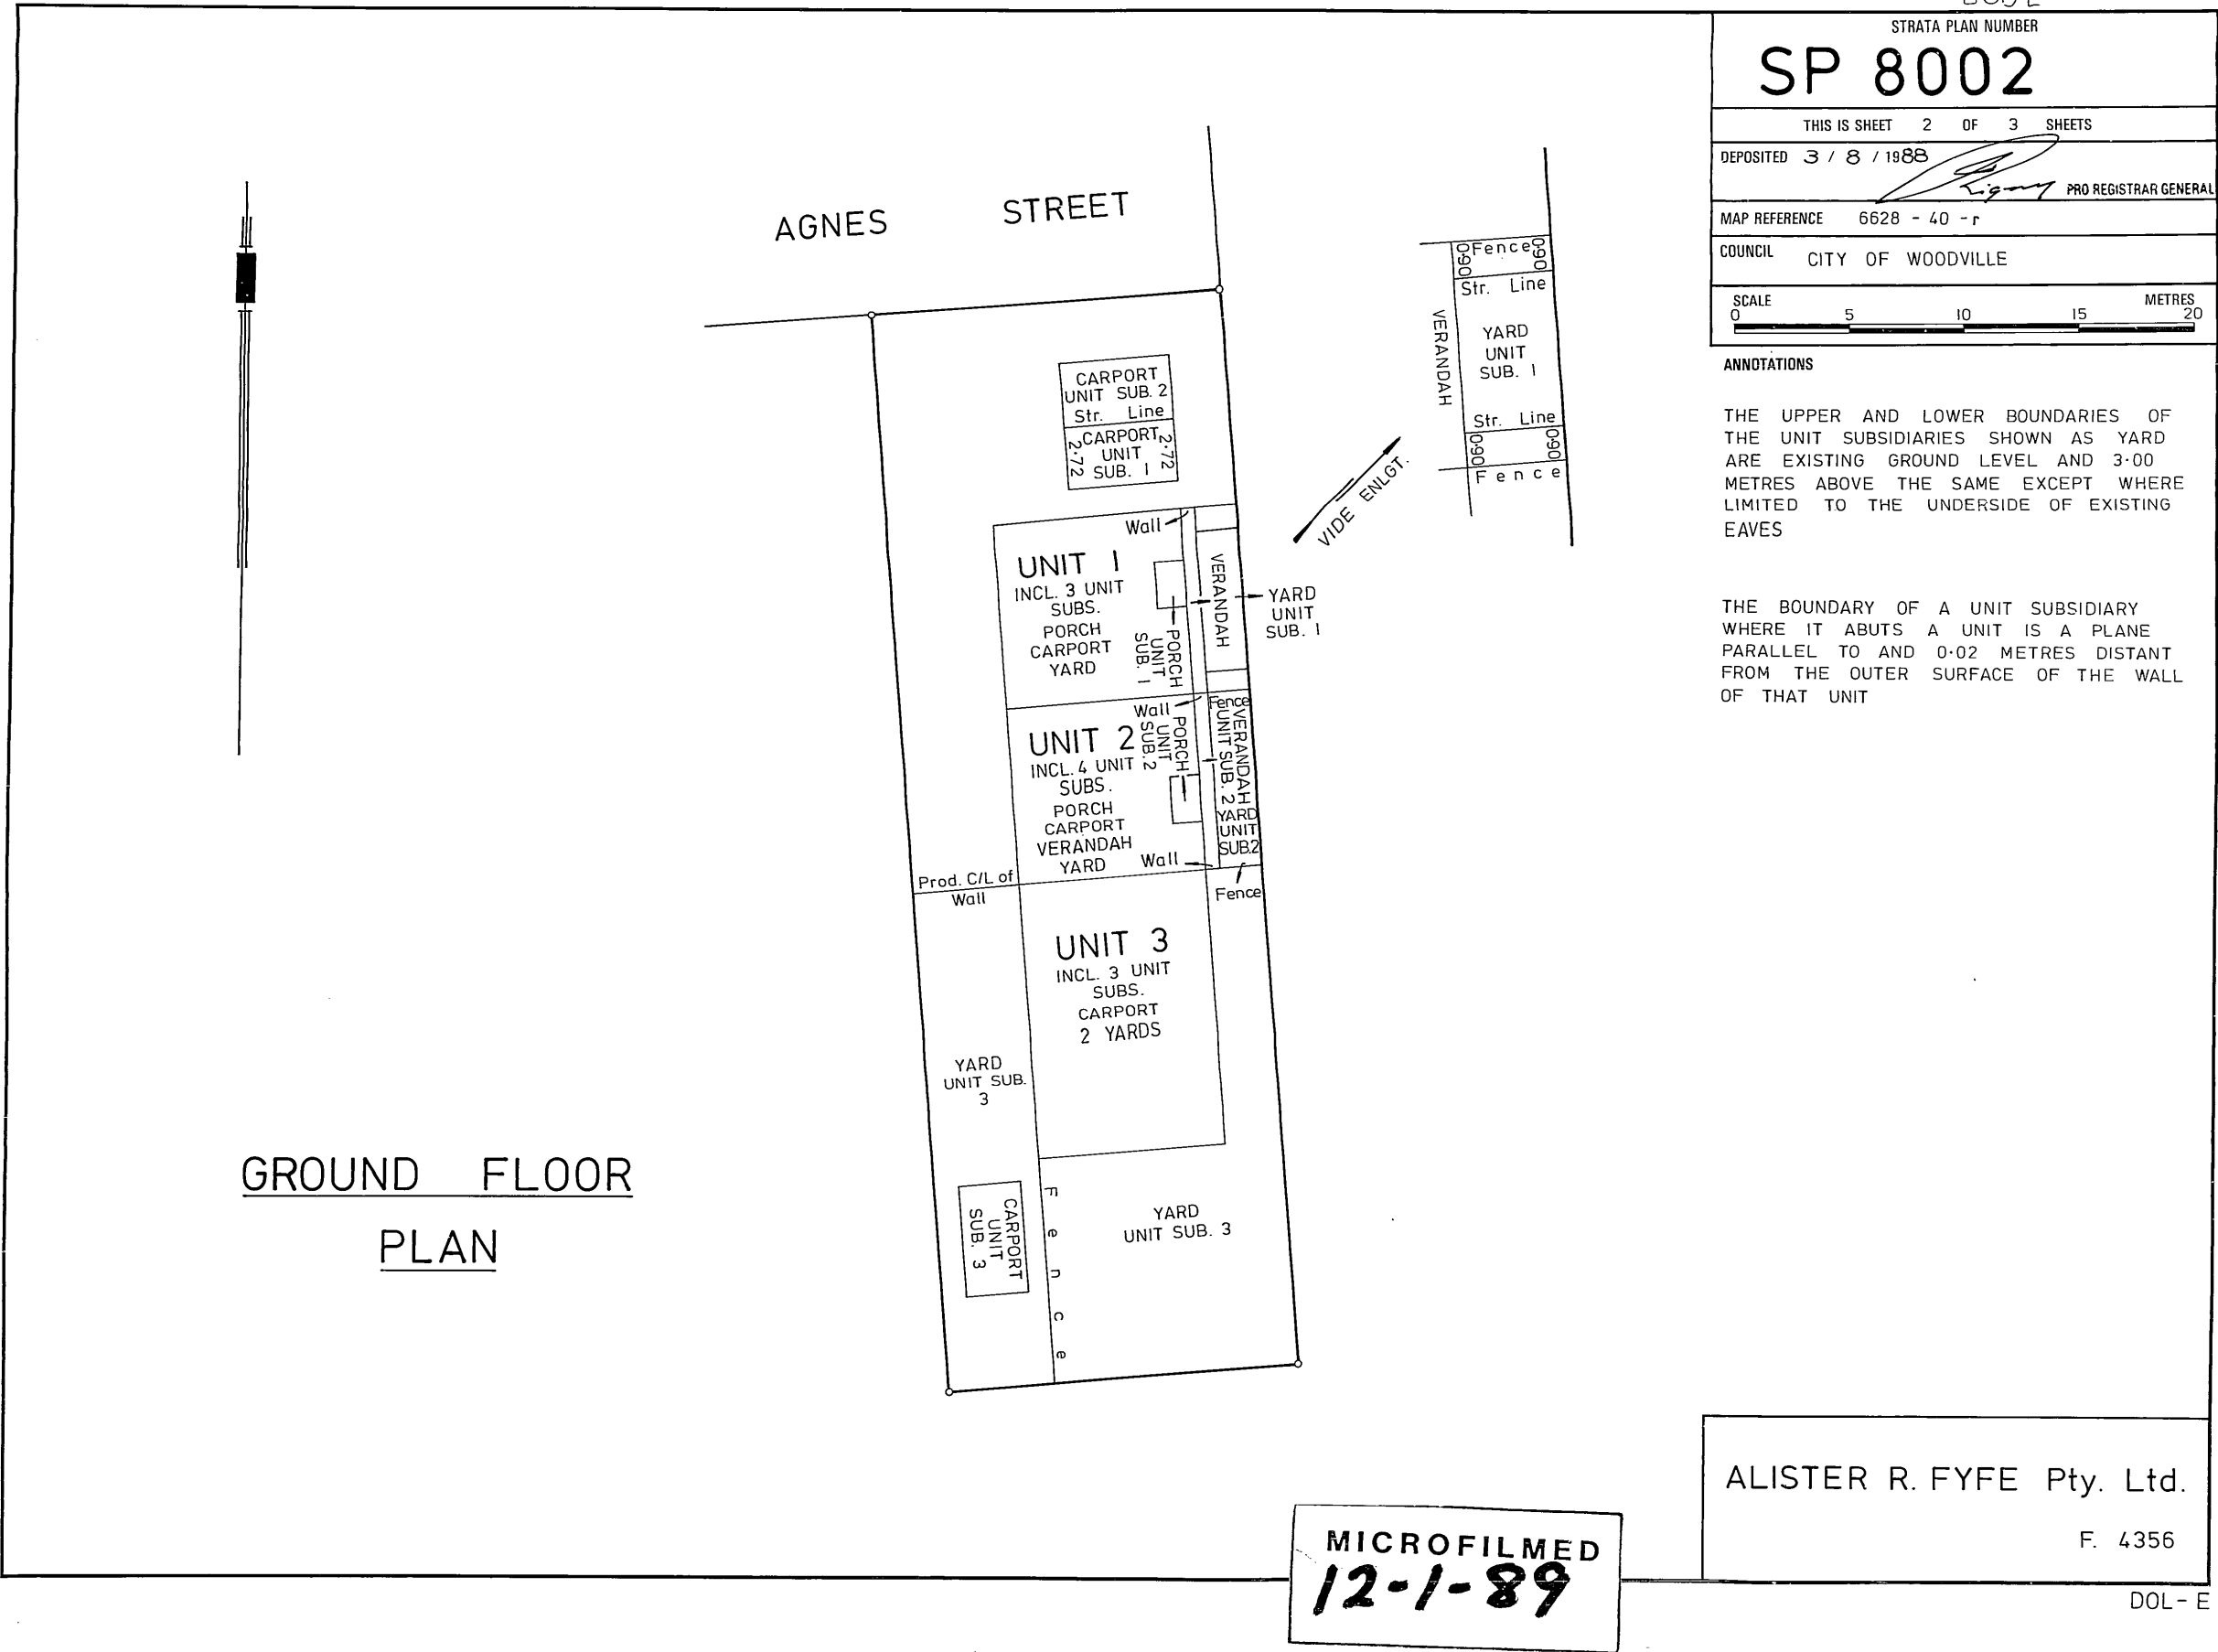 STRATA PLAN NUMBER
SP 8002
THIS IS SHEET 2 OF 3 SHEETS
DEPOSITED 3 / 8 / 1988
PRO REGISTRAR GENERAL
MAP REFERENCE 6628 - 40 - r
COUNCIL CITY OF WOODVILLE
SCALE METRES
0 5 10 15 20
ANNOTATIONS
THE UPPER AND LOWER BOUNDARIES OF
THE UNIT SUBSIDIARIES SHOWN AS YARD
ARE EXISTING GROUND LEVEL AND 3·00
METRES ABOVE THE SAME EXCEPT WHERE
LIMITED TO THE UNDERSIDE OF EXISTING
EAVES
THE BOUNDARY OF A UNIT SUBSIDIARY
WHERE IT ABUTS A UNIT IS A PLANE
PARALLEL TO AND 0·02 METRES DISTANT
FROM THE OUTER SURFACE OF THE WALL
OF THAT UNIT
AGNES STREET
0·90 Fence 0·90
Str. Line
VERANDAH
YARD
UNIT
SUB. 1
Str. Line
0·90 0·90
Fence
VIDE ENLGT.
CARPORT
UNIT SUB. 2
Str. Line
2·72 CARPORT 2·72
UNIT
SUB. 1
Wall
UNIT 1
INCL. 3 UNIT
SUBS.
PORCH
CARPORT
YARD
PORCH
UNIT
SUB. 1
VERANDAH
YARD
UNIT
SUB. 1
Wall
Fence
UNIT 2
INCL. 4 UNIT
SUBS.
PORCH
CARPORT
VERANDAH
YARD
PORCH
UNIT
SUB. 2
VERANDAH
UNIT SUB. 2
YARD
UNIT
SUB.2
Wall
Fence
Prod. C/L of
Wall
UNIT 3
INCL. 3 UNIT
SUBS.
CARPORT
2 YARDS
YARD
UNIT SUB.
3
CARPORT
UNIT
SUB. 3
Fence
YARD
UNIT SUB. 3
GROUND FLOOR
PLAN
ALISTER R. FYFE Pty. Ltd.
F. 4356
MICROFILMED
12-1-89
DOL- E